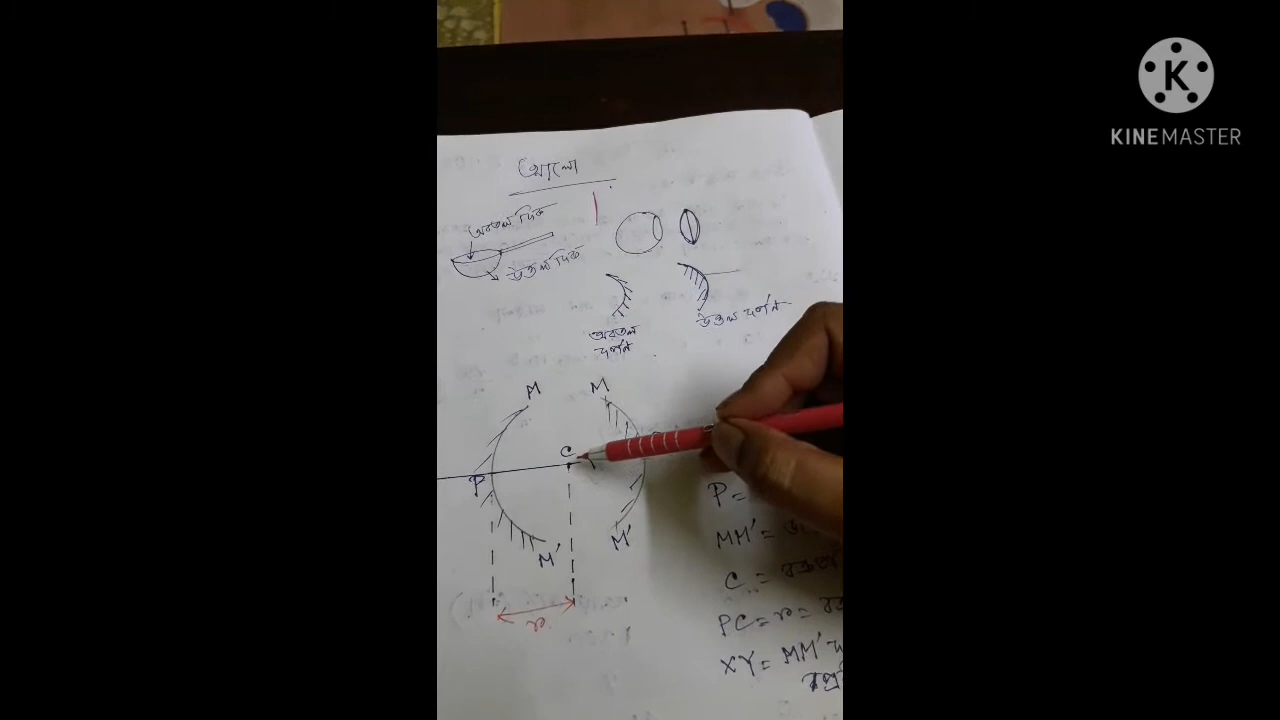 আলো
অবতল দিক
উত্তল দিক
অবতল
দর্পণ
উত্তল দর্পণ
M M
C
P
M' M'
r
P =
MM' =
C =
PC = r =
XY = MM'
K
KINEMASTER